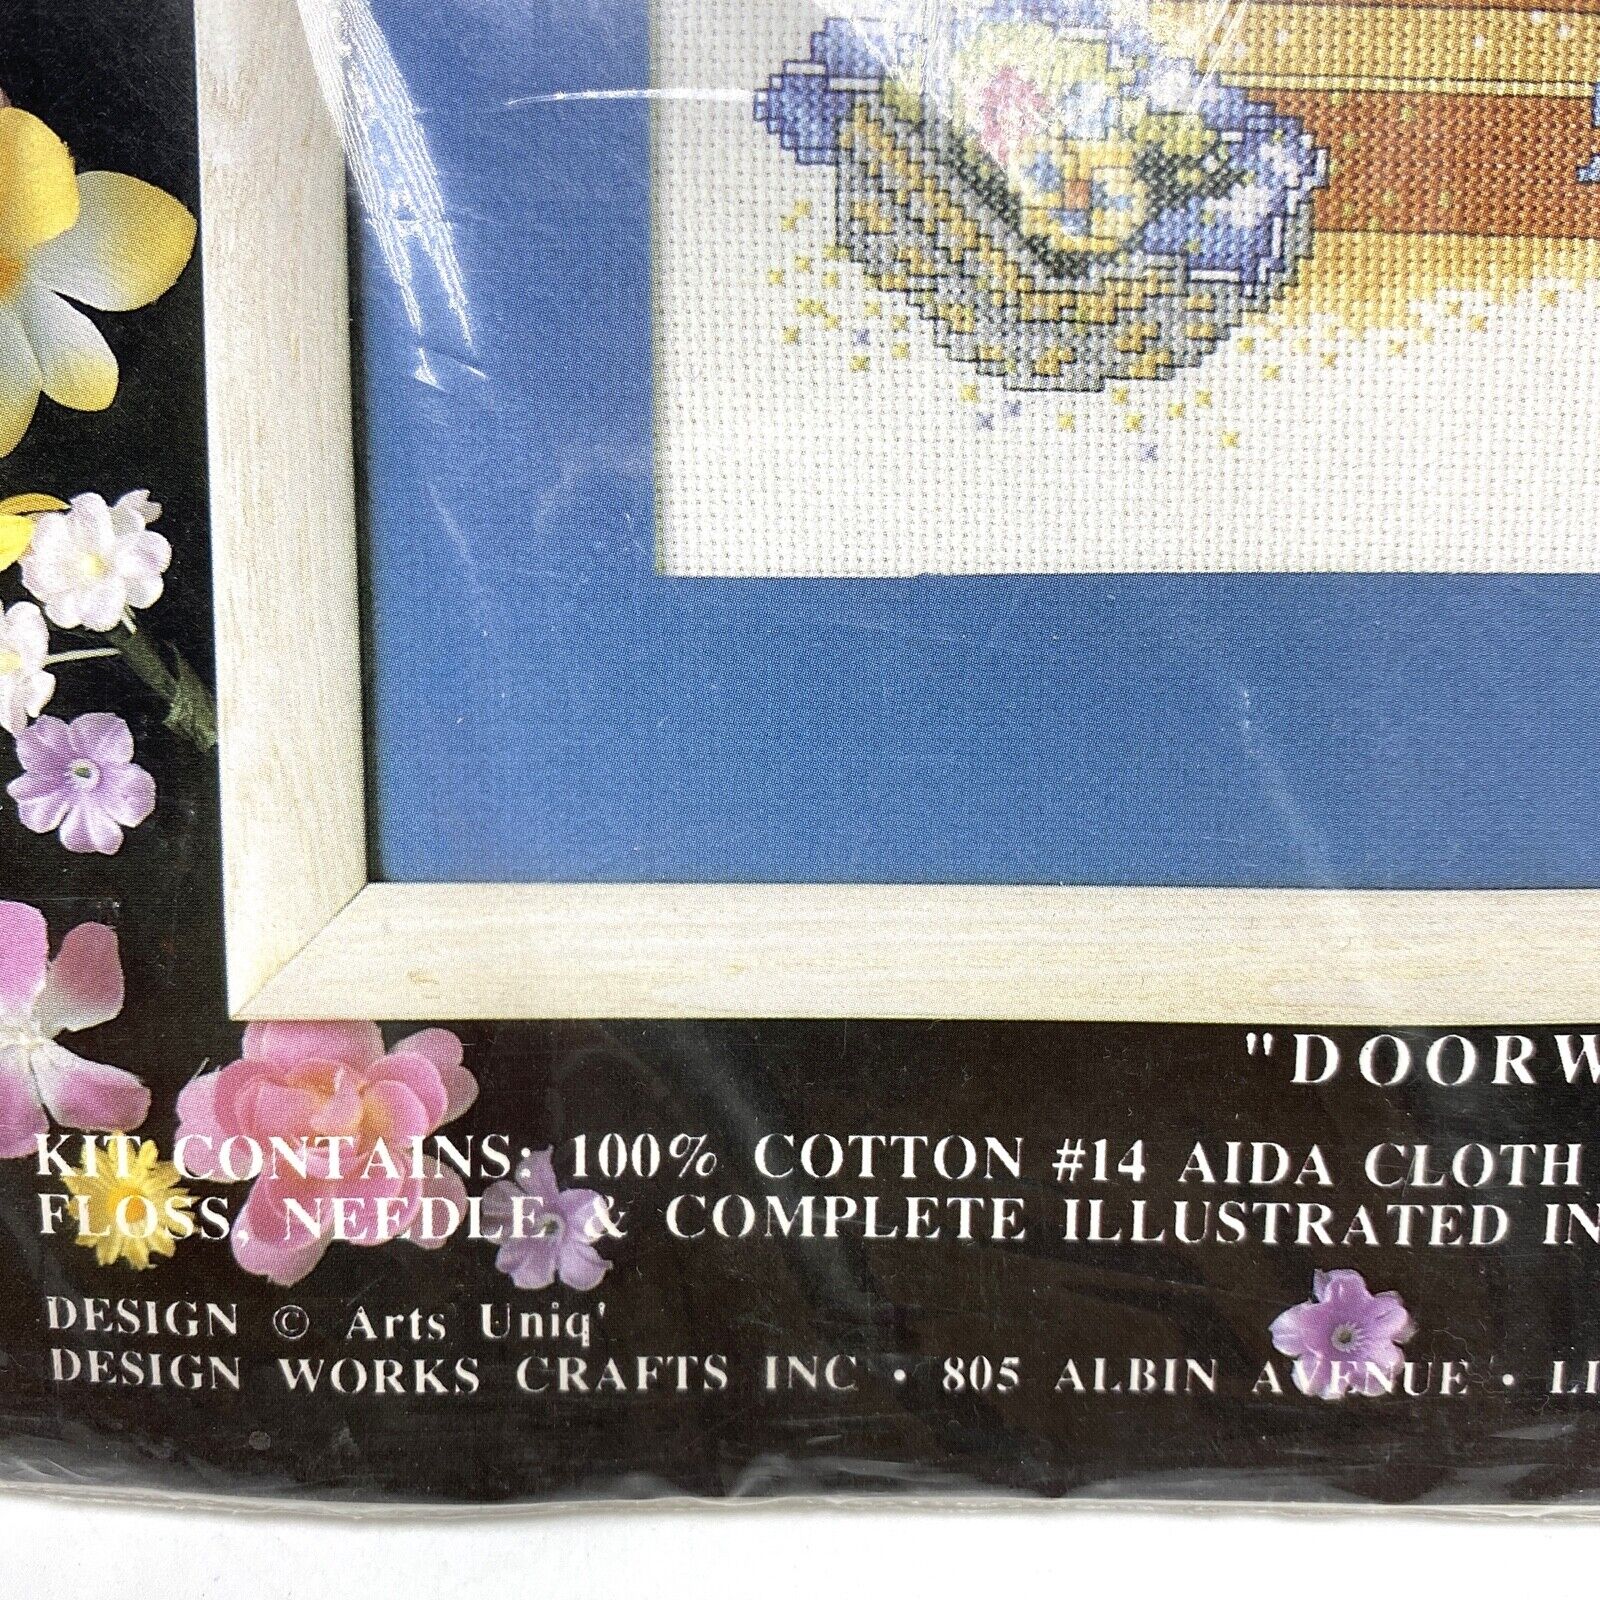 "DOORW
KIT CONTAINS: 100% COTTON #14 AIDA CLOTH
FLOSS, NEEDLE & COMPLETE ILLUSTRATED IN
DESIGN © Arts Uniq'
DESIGN WORKS CRAFTS INC • 805 ALBIN AVENUE • LI